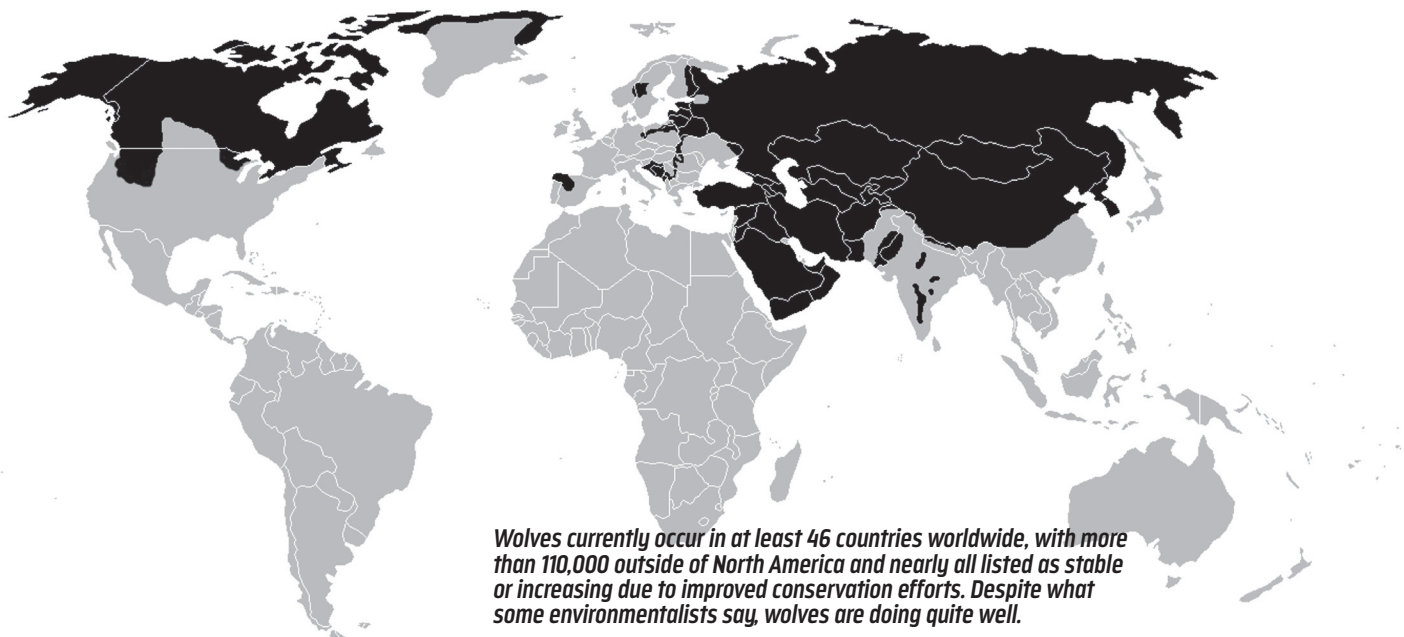 Wolves currently occur in at least 46 countries worldwide, with more
than 110,000 outside of North America and nearly all listed as stable
or increasing due to improved conservation efforts. Despite what
some environmentalists say, wolves are doing quite well.